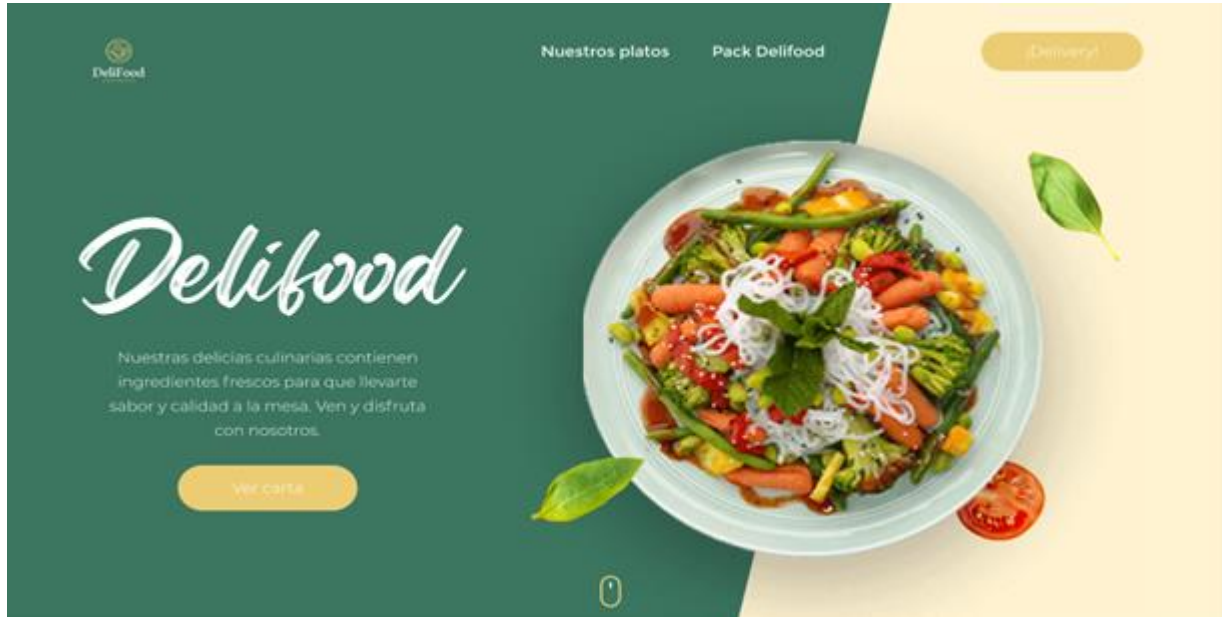 DeliFood
Nuestros platos
Pack Delifood
¡Delivery!
Delifood
Nuestras delicias culinarias contienen
ingredientes frescos para que llevarte
sabor y calidad a la mesa. Ven y disfruta
con nosotros.
Ver carta